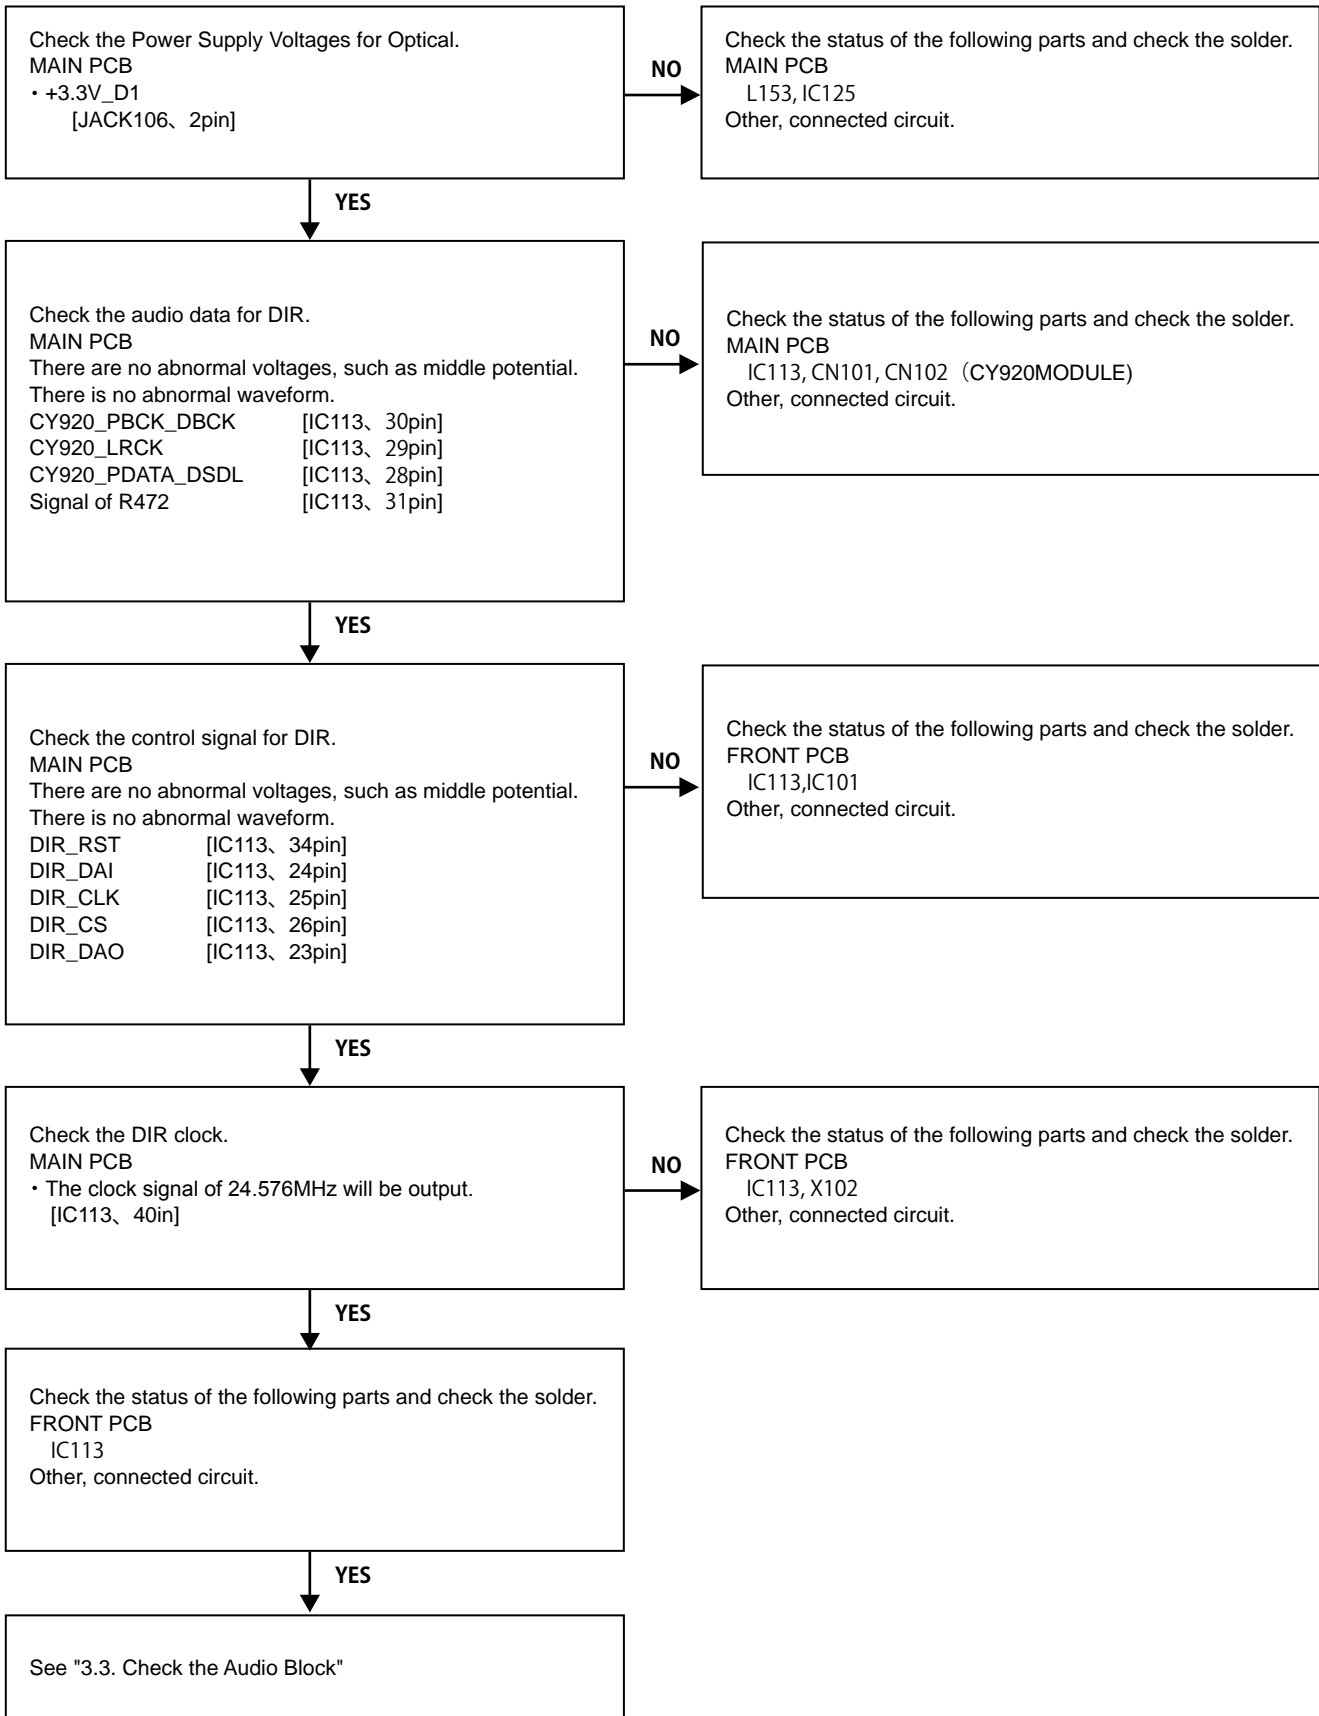 Check the Power Supply Voltages for Optical.
MAIN PCB
・+3.3V_D1
[JACK106、2pin]
NO
Check the status of the following parts and check the solder.
MAIN PCB
L153, IC125
Other, connected circuit.
YES
Check the audio data for DIR.
MAIN PCB
There are no abnormal voltages, such as middle potential.
There is no abnormal waveform.
CY920_PBCK_DBCK [IC113、30pin]
CY920_LRCK [IC113、29pin]
CY920_PDATA_DSDL [IC113、28pin]
Signal of R472 [IC113、31pin]
NO
Check the status of the following parts and check the solder.
MAIN PCB
IC113, CN101, CN102（CY920MODULE)
Other, connected circuit.
YES
Check the control signal for DIR.
MAIN PCB
There are no abnormal voltages, such as middle potential.
There is no abnormal waveform.
DIR_RST [IC113、34pin]
DIR_DAI [IC113、24pin]
DIR_CLK [IC113、25pin]
DIR_CS [IC113、26pin]
DIR_DAO [IC113、23pin]
NO
Check the status of the following parts and check the solder.
FRONT PCB
IC113,IC101
Other, connected circuit.
YES
Check the DIR clock.
MAIN PCB
・The clock signal of 24.576MHz will be output.
[IC113、40in]
NO
Check the status of the following parts and check the solder.
FRONT PCB
IC113, X102
Other, connected circuit.
YES
Check the status of the following parts and check the solder.
FRONT PCB
IC113
Other, connected circuit.
YES
See "3.3. Check the Audio Block"